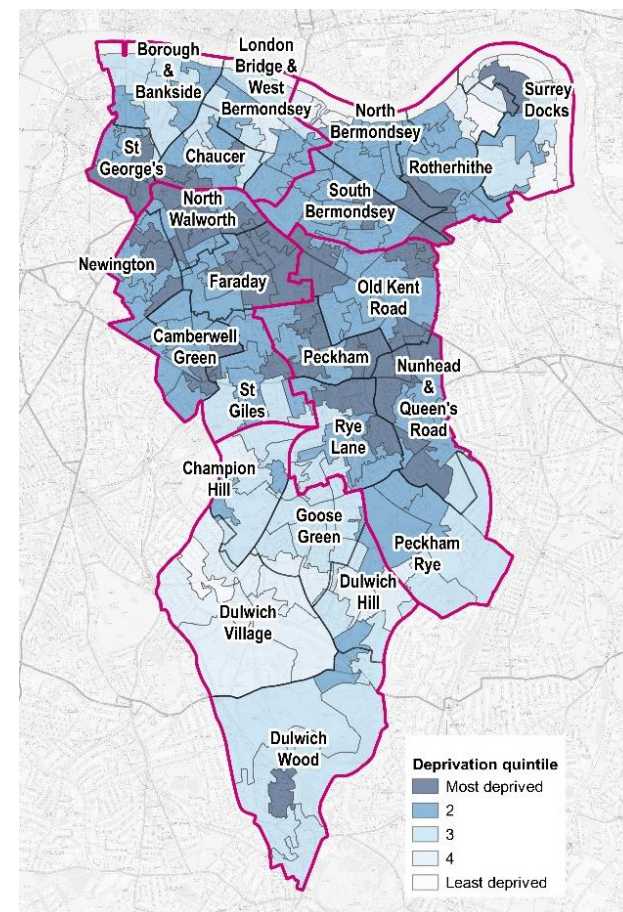 Borough
&
Bankside
London
Bridge &
West
Bermondsey
North
Bermondsey
Surrey
Docks
St
George's
Chaucer
Rotherhithe
South
Bermondsey
North
Walworth
Newington
Faraday
Old Kent
Road
Camberwell
Green
Peckham
Nunhead
&
Queen's
Road
St
Giles
Rye
Lane
Champion
Hill
Goose
Green
Peckham
Rye
Dulwich
Hill
Dulwich
Village
Dulwich
Wood
Deprivation quintile
Most deprived
2
3
4
Least deprived